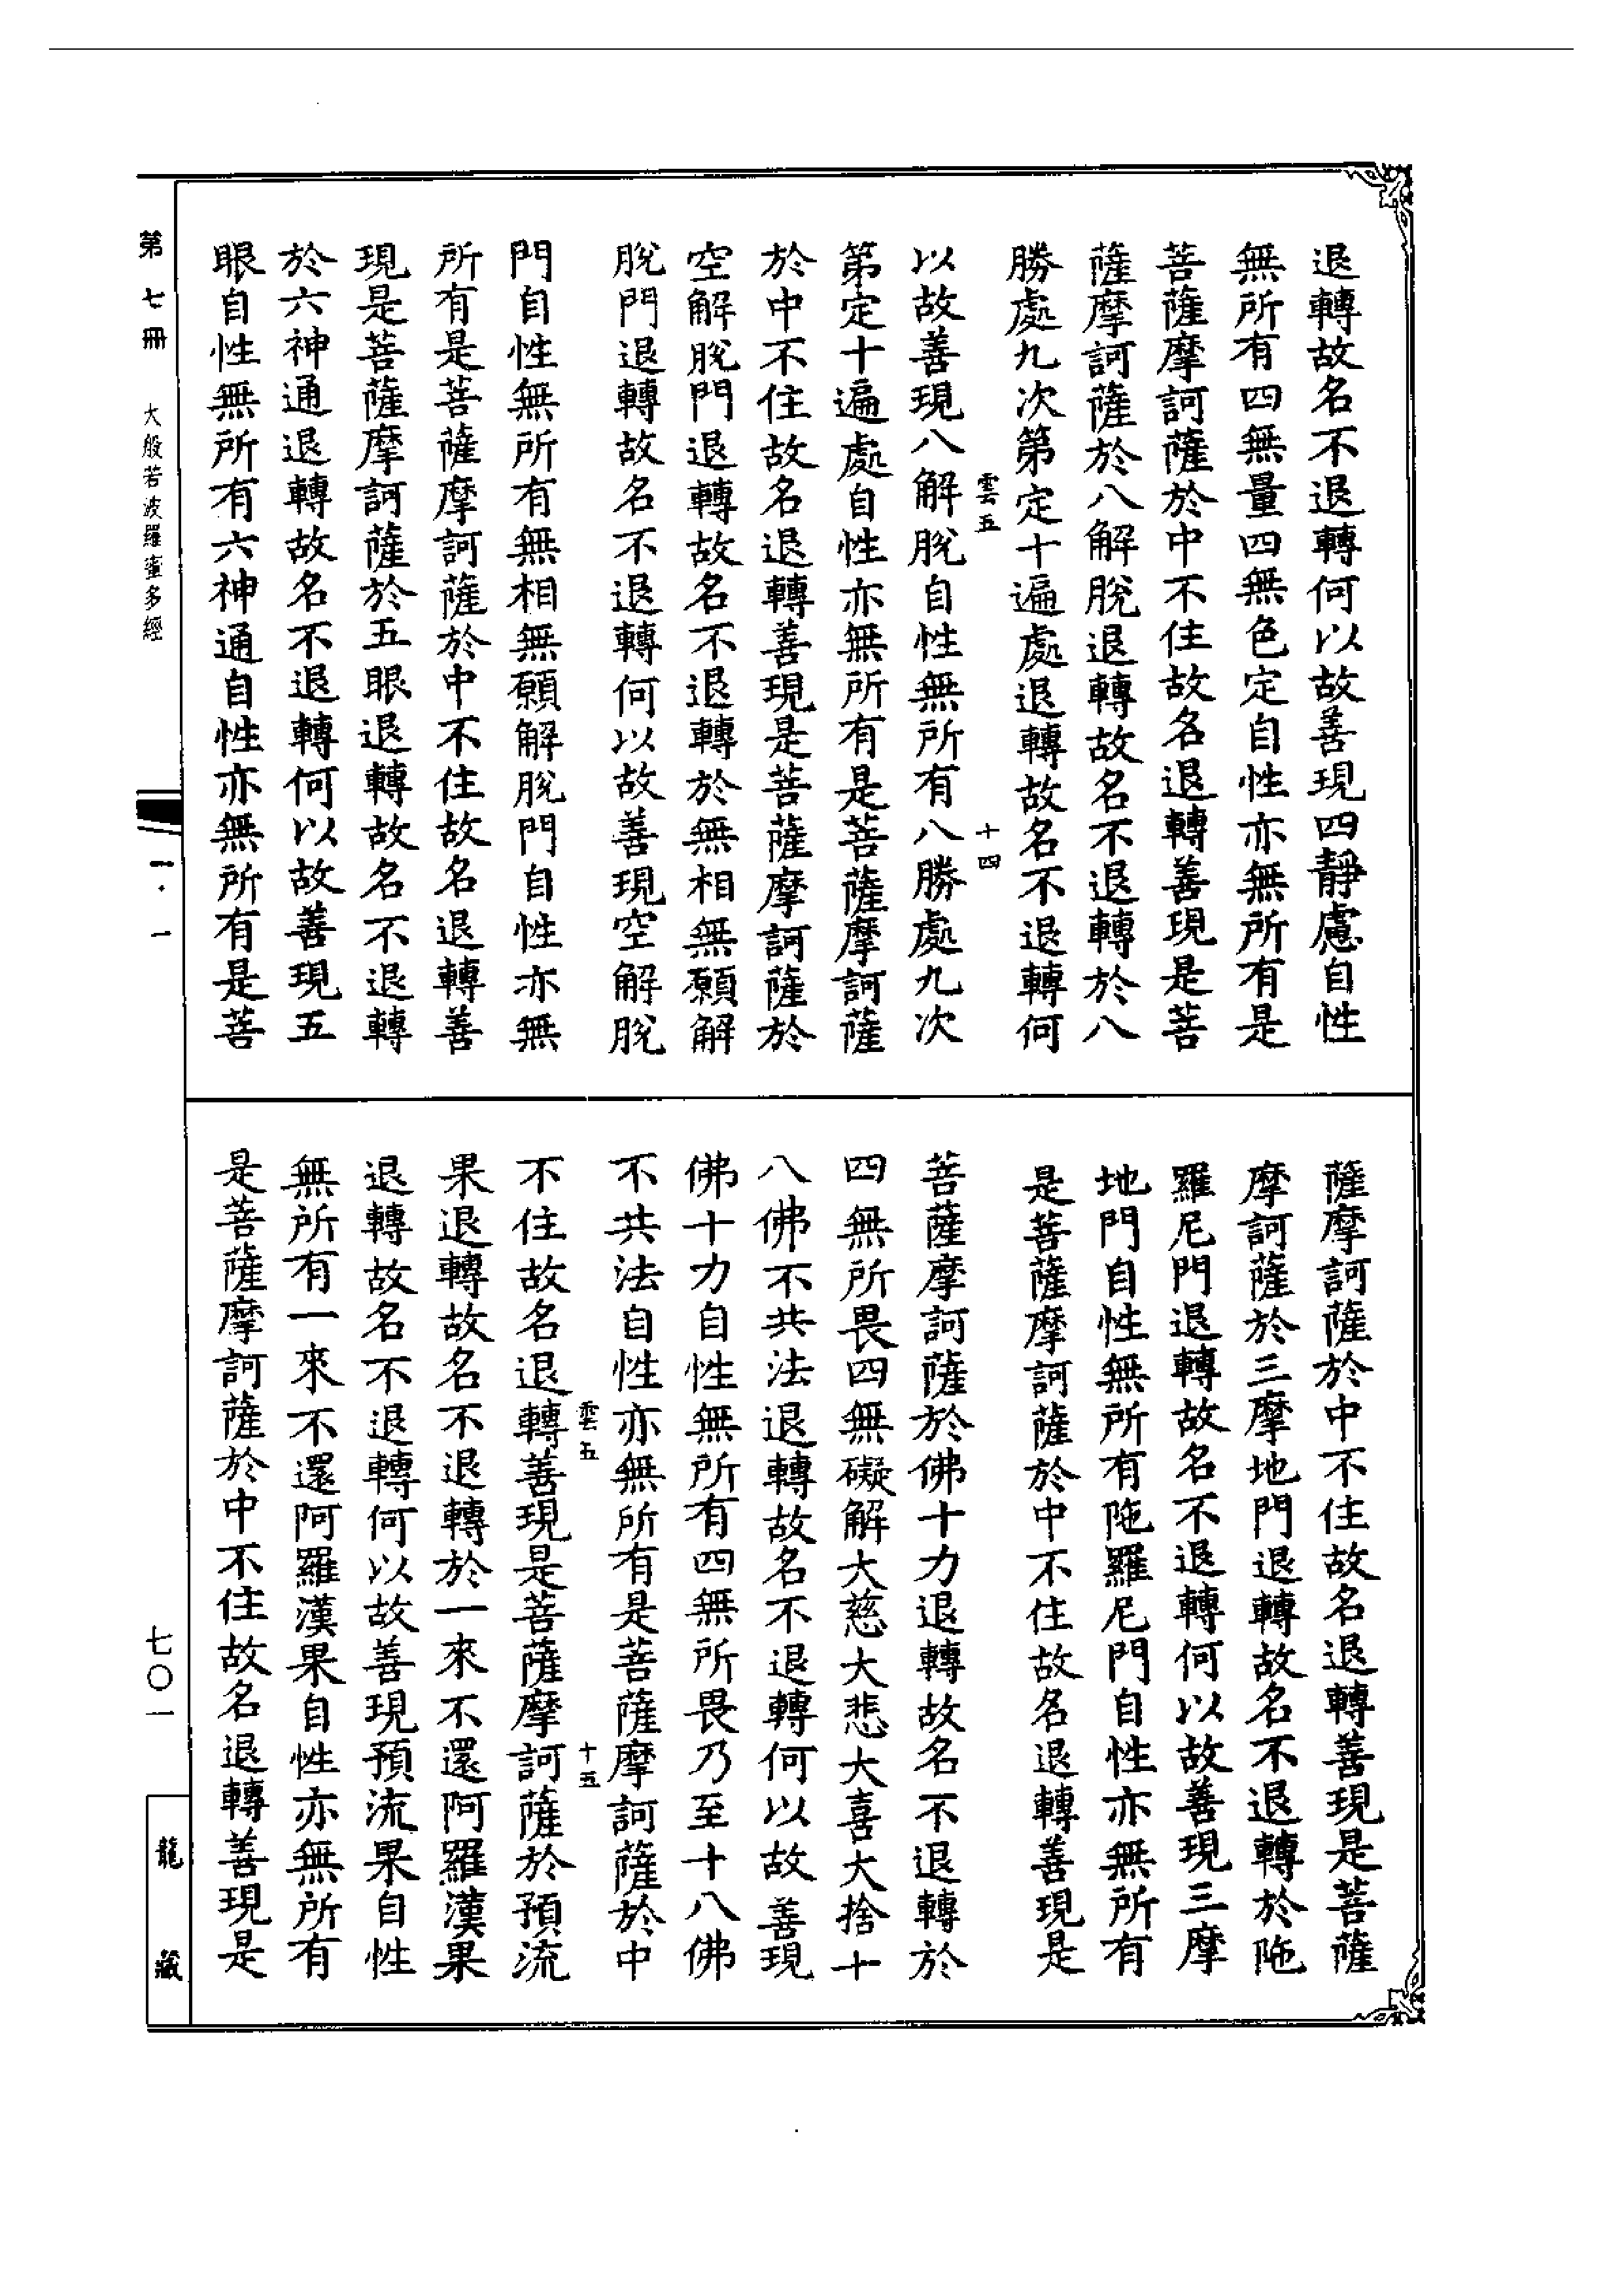 退轉故名不退轉何以故善現四靜慮自性
無所有四無量四無色定自性亦無所有是
菩薩摩訶薩於中不住故名退轉善現是菩
薩摩訶薩於八解脫退轉故名不退轉於八
勝處九次第定十遍處退轉故名不退轉何
雲五 十四
以故善現八解脫自性無所有八勝處九次
第定十遍處自性亦無所有是菩薩摩訶薩
於中不住故名退轉善現是菩薩摩訶薩於
空解脫門退轉故名不退轉於無相無願解
脫門退轉故名不退轉何以故善現空解脫
門自性無所有無相無願解脫門自性亦無
所有是菩薩摩訶薩於中不住故名退轉善
現是菩薩摩訶薩於五眼退轉故名不退轉
於六神通退轉故名不退轉何以故善現五
眼自性無所有六神通自性亦無所有是菩
薩摩訶薩於中不住故名退轉善現是菩薩
摩訶薩於三摩地門退轉故名不退轉於陁
羅尼門退轉故名不退轉何以故善現三摩
地門自性無所有陁羅尼門自性亦無所有
是菩薩摩訶薩於中不住故名退轉善現是
菩薩摩訶薩於佛十力退轉故名不退轉於
四無所畏四無礙解大慈大悲大喜大捨十
八佛不共法退轉故名不退轉何以故善現
佛十力自性無所有四無所畏乃至十八佛
不共法自性亦無所有是菩薩摩訶薩於中
雲五 十五
不住故名退轉善現是菩薩摩訶薩於預流
果退轉故名不退轉於一來不還阿羅漢果
退轉故名不退轉何以故善現預流果自性
無所有一來不還阿羅漢果自性亦無所有
是菩薩摩訶薩於中不住故名退轉善現是
第七冊 大般若波羅蜜多經
一·一
七〇一
龍藏